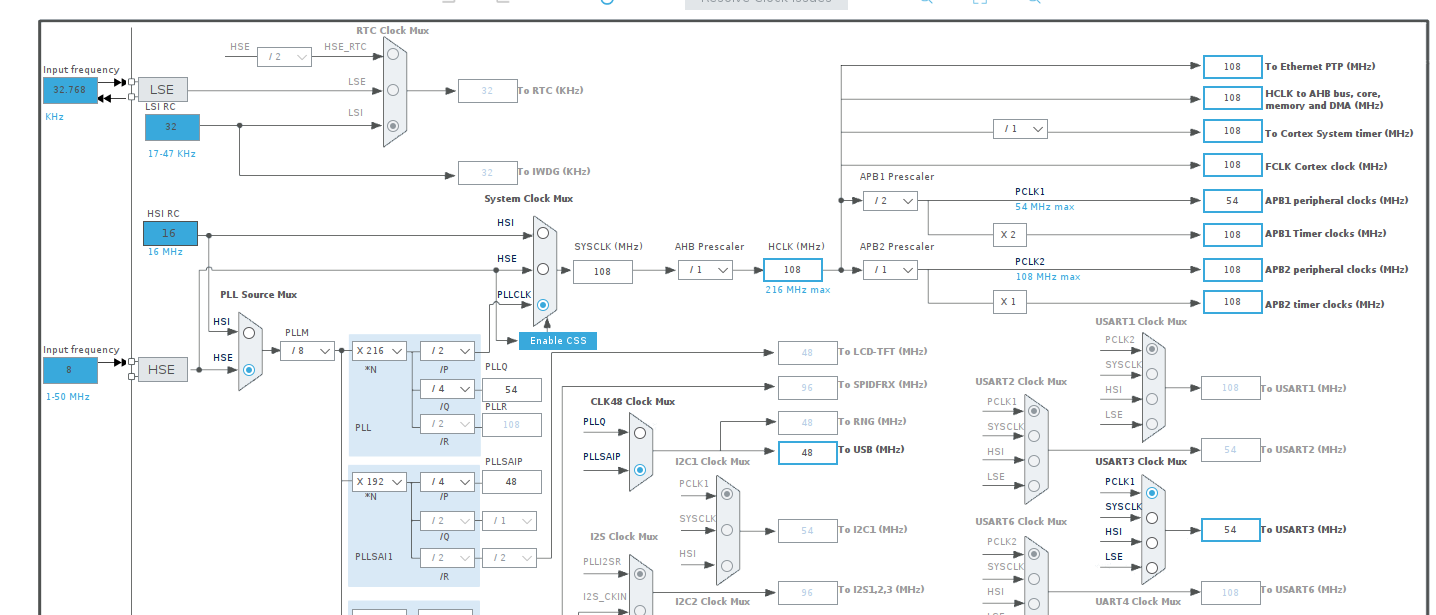 Resolve Clock Issues
RTC Clock Mux
HSE
/ 2
HSE_RTC
Input frequency
32.768
KHz
LSE
LSE
32
To RTC (KHz)
LSI RC
32
17-47 KHz
LSI
32
To IWDG (KHz)
System Clock Mux
HSI RC
16
16 MHz
HSI
HSE
PLLCLK
Enable CSS
SYSCLK (MHz)
108
AHB Prescaler
/ 1
HCLK (MHz)
108
216 MHz max
108
To Ethernet PTP (MHz)
108
HCLK to AHB bus, core,
memory and DMA (MHz)
/ 1
108
To Cortex System timer (MHz)
108
FCLK Cortex clock (MHz)
APB1 Prescaler
/ 2
PCLK1
54 MHz max
54
APB1 peripheral clocks (MHz)
X 2
108
APB1 Timer clocks (MHz)
APB2 Prescaler
/ 1
PCLK2
108 MHz max
108
APB2 peripheral clocks (MHz)
X 1
108
APB2 timer clocks (MHz)
PLL Source Mux
HSI
HSE
Input frequency
8
1-50 MHz
HSE
PLLM
/ 8
X 216
*N
/ 2
/P
PLLQ
/ 4
54
/Q
PLLR
/ 2
108
/R
PLL
PLLSAIP
X 192
*N
/ 4
48
/P
/ 2
/ 1
/Q
PLLSAI1
/ 2
/ 2
/R
48
To LCD-TFT (MHz)
96
To SPIDFRX (MHz)
CLK48 Clock Mux
PLLQ
PLLSAIP
48
To RNG (MHz)
48
To USB (MHz)
I2C1 Clock Mux
PCLK1
SYSCLK
HSI
54
To I2C1 (MHz)
I2S Clock Mux
PLLI2SR
I2S_CKIN
96
To I2S1,2,3 (MHz)
I2C2 Clock Mux
USART1 Clock Mux
PCLK2
SYSCLK
HSI
LSE
108
To USART1 (MHz)
USART2 Clock Mux
PCLK1
SYSCLK
HSI
LSE
54
To USART2 (MHz)
USART3 Clock Mux
PCLK1
SYSCLK
HSI
LSE
54
To USART3 (MHz)
USART6 Clock Mux
PCLK2
SYSCLK
HSI
108
To USART6 (MHz)
UART4 Clock Mux